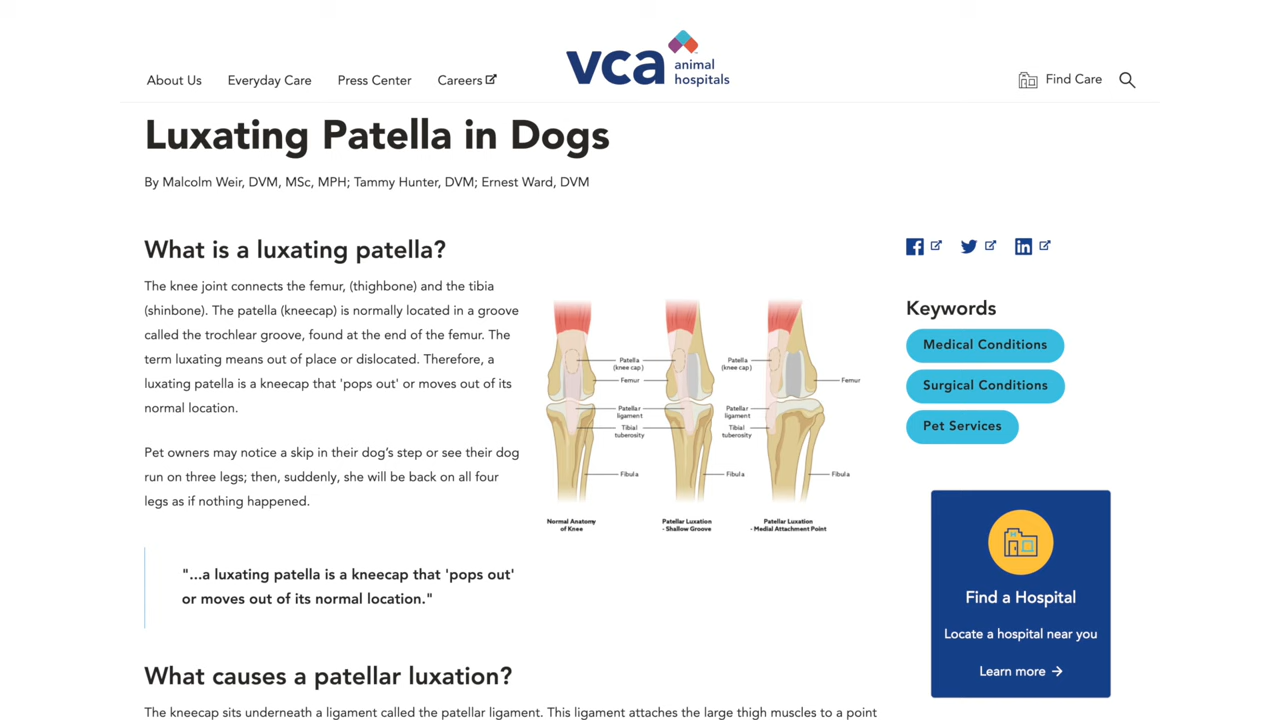 About Us
Everyday Care
Press Center
Careers
vca animal hospitals
Find Care
Luxating Patella in Dogs
By Malcolm Weir, DVM, MSc, MPH; Tammy Hunter, DVM; Ernest Ward, DVM
What is a luxating patella?
The knee joint connects the femur, (thighbone) and the tibia
(shinbone). The patella (kneecap) is normally located in a groove
called the trochlear groove, found at the end of the femur. The
term luxating means out of place or dislocated. Therefore, a
luxating patella is a kneecap that 'pops out' or moves out of its
normal location.
Pet owners may notice a skip in their dog's step or see their dog
run on three legs; then, suddenly, she will be back on all four
legs as if nothing happened.
Patella
(knee cap)
Femur
Patellar
ligament
Tibial
tuberosity
Fibula
Patella
(knee cap)
Patellar
ligament
Tibial
tuberosity
Fibula
Femur
Fibula
Normal Anatomy
of Knee
Patellar Luxation
- Shallow Groove
Patellar Luxation
- Medial Attachment Point
"...a luxating patella is a kneecap that 'pops out'
or moves out of its normal location."
What causes a patellar luxation?
The kneecap sits underneath a ligament called the patellar ligament. This ligament attaches the large thigh muscles to a point
Keywords
Medical Conditions
Surgical Conditions
Pet Services
Find a Hospital
Locate a hospital near you
Learn more